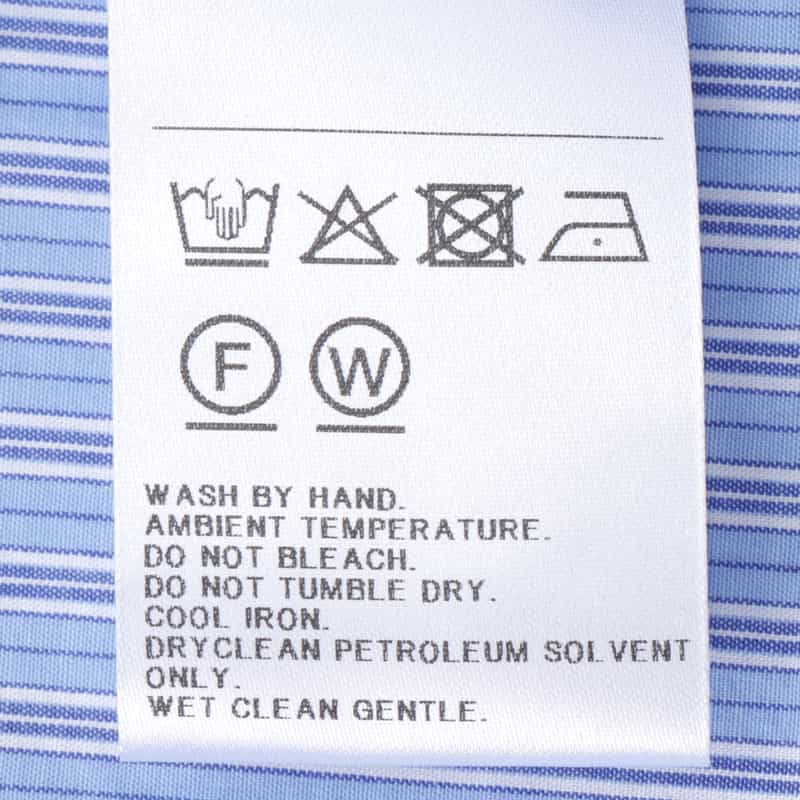 F W
WASH BY HAND.
AMBIENT TEMPERATURE.
DO NOT BLEACH.
DO NOT TUMBLE DRY.
COOL IRON.
DRYCLEAN PETROLEUM SOLVENT
ONLY.
WET CLEAN GENTLE.